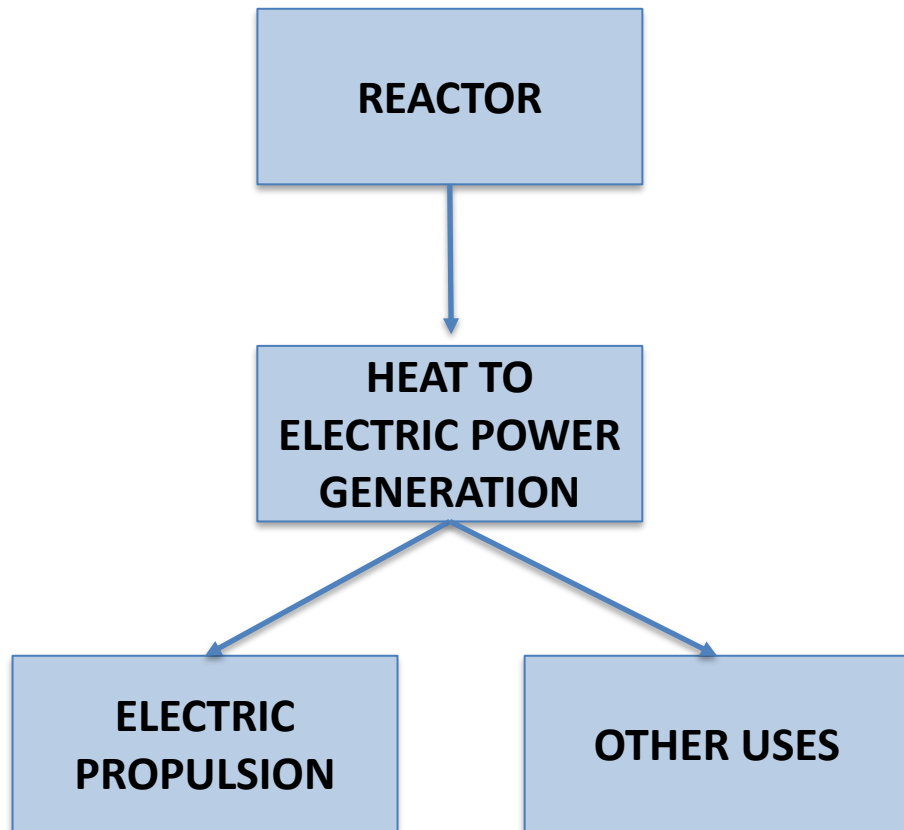 REACTOR
HEAT TO
ELECTRIC POWER
GENERATION
ELECTRIC
PROPULSION
OTHER USES